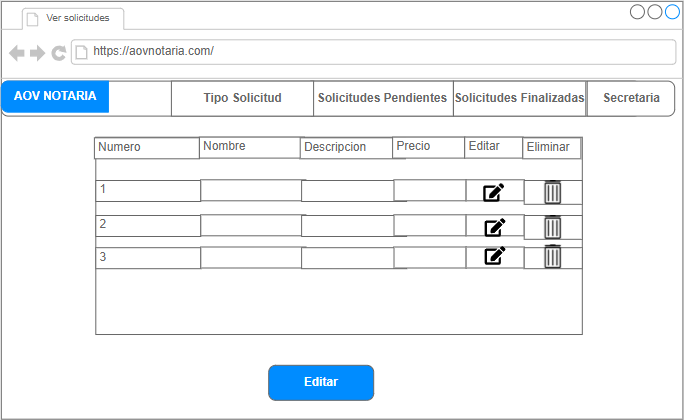 Ver solicitudes
https://aovnotaria.com/
AOV NOTARIA
Tipo Solicitud
Solicitudes Pendientes
Solicitudes Finalizadas
Secretaria
Numero
Nombre
Descripcion
Precio
Editar
Eliminar
1
2
3
Editar